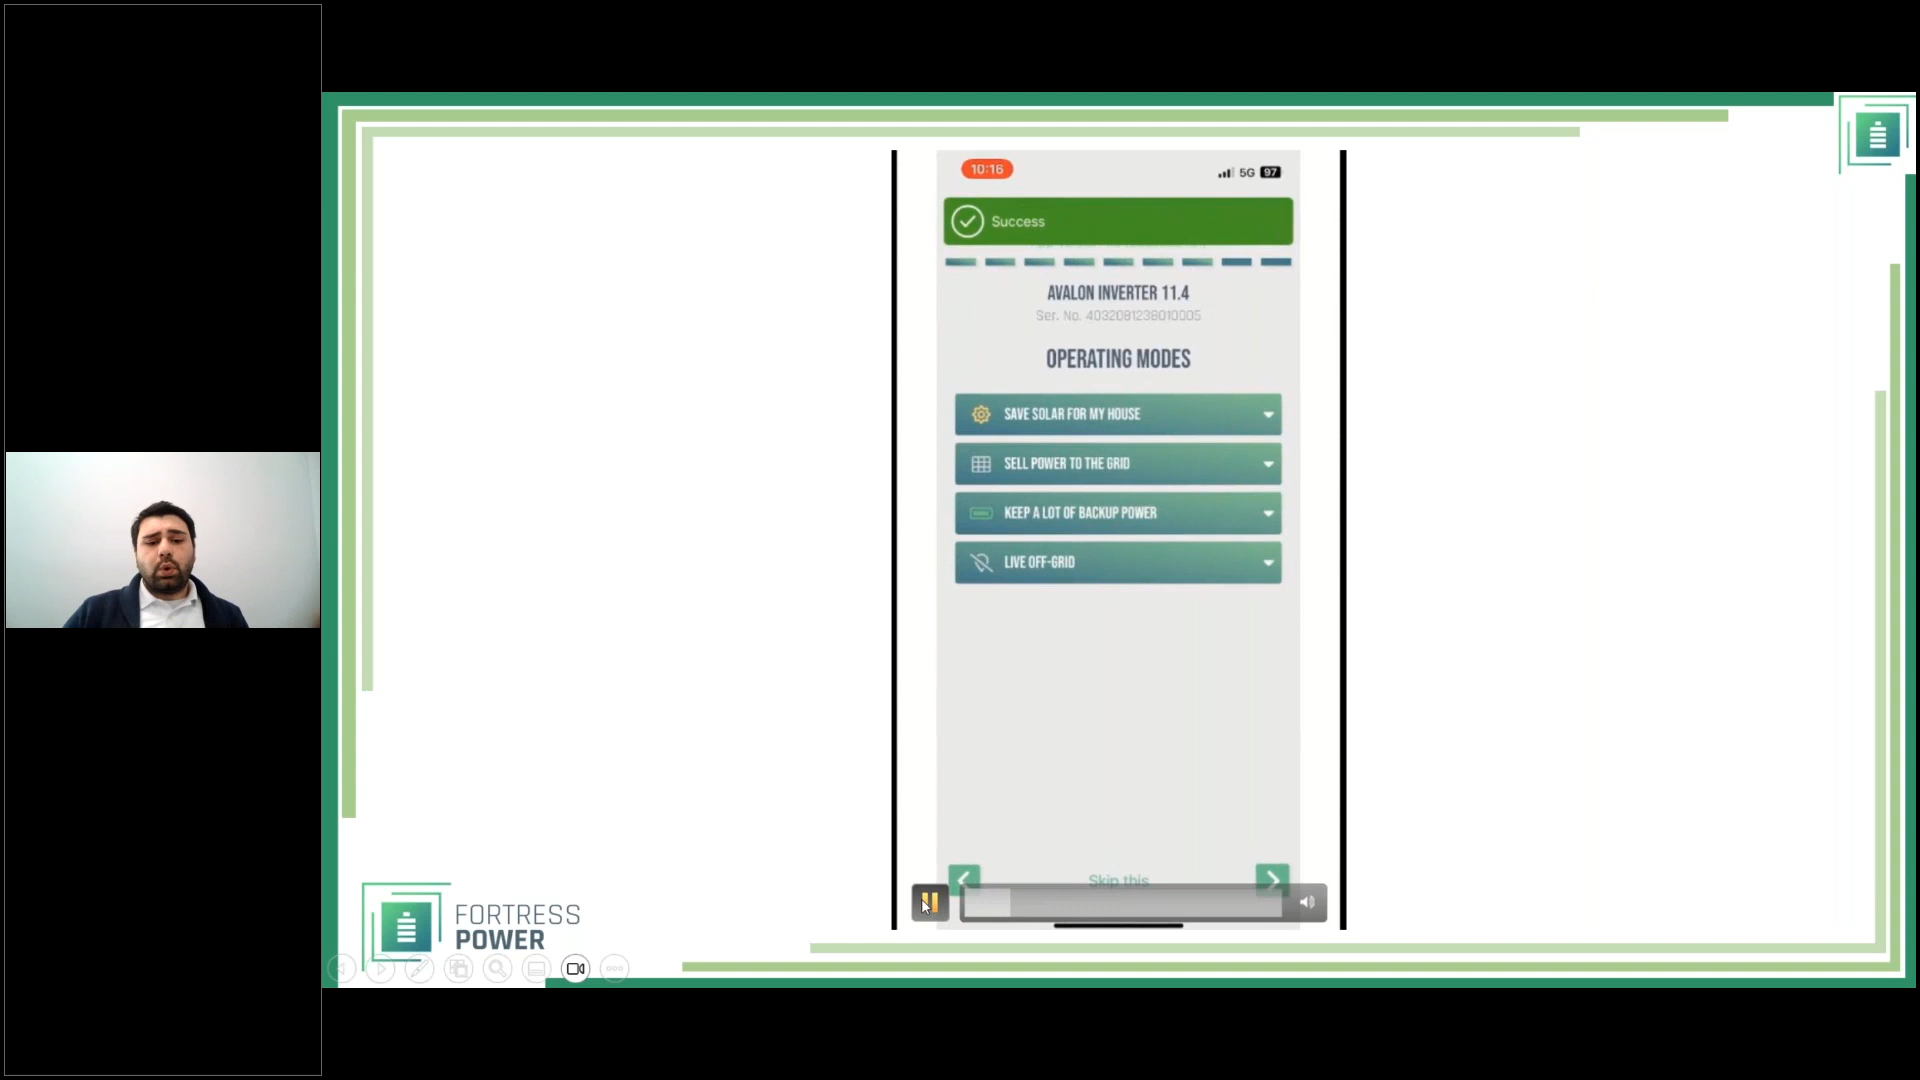 10:16
5G 97
Success
AVALON INVERTER 11.4
Ser. No. 4032081238010005
OPERATING MODES
SAVE SOLAR FOR MY HOUSE
SELL POWER TO THE GRID
KEEP A LOT OF BACKUP POWER
LIVE OFF-GRID
Skip this
FORTRESS
POWER